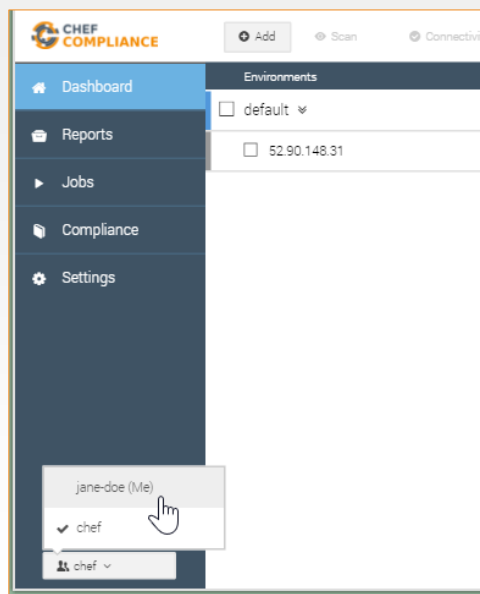 CHEF
COMPLIANCE
Add
Scan
Dashboard
Environments
default
Reports
52.90.148.31
Jobs
Compliance
Settings
jane-doe (Me)
chef
chef